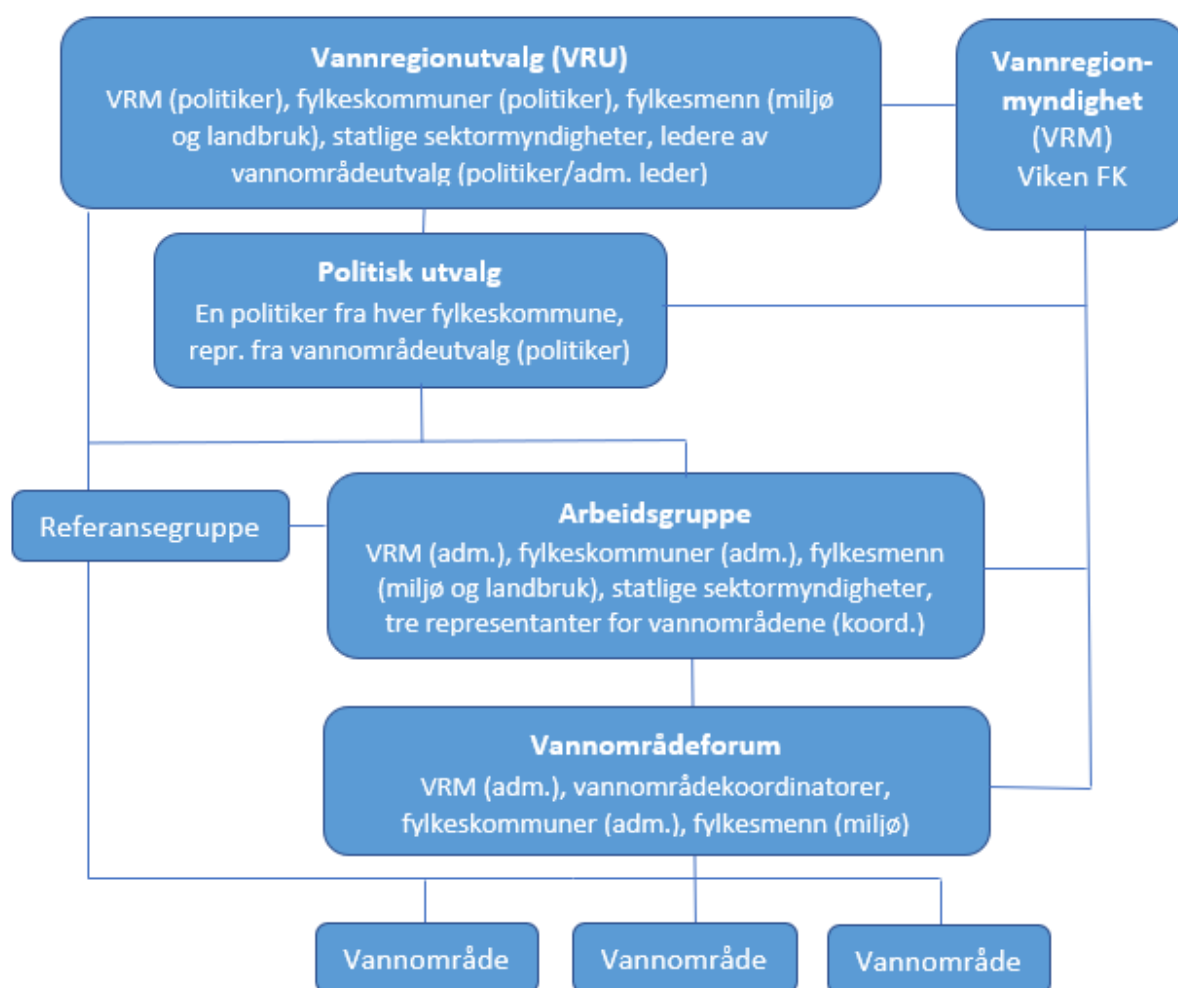 Vannregionutvalg (VRU)
VRM (politiker), fylkeskommuner (politiker), fylkesmenn (miljø
og landbruk), statlige sektormyndigheter, ledere av
vannområdeutvalg (politiker/adm. leder)
Vannregion-
myndighet
(VRM)
Viken FK
Politisk utvalg
En politiker fra hver fylkeskommune,
repr. fra vannområdeutvalg (politiker)
Referansegruppe
Arbeidsgruppe
VRM (adm.), fylkeskommuner (adm.), fylkesmenn
(miljø og landbruk), statlige sektormyndigheter,
tre representanter for vannområdene (koord.)
Vannområdeforum
VRM (adm.), vannområdekoordinatorer,
fylkeskommuner (adm.), fylkesmenn (miljø)
Vannområde
Vannområde
Vannområde